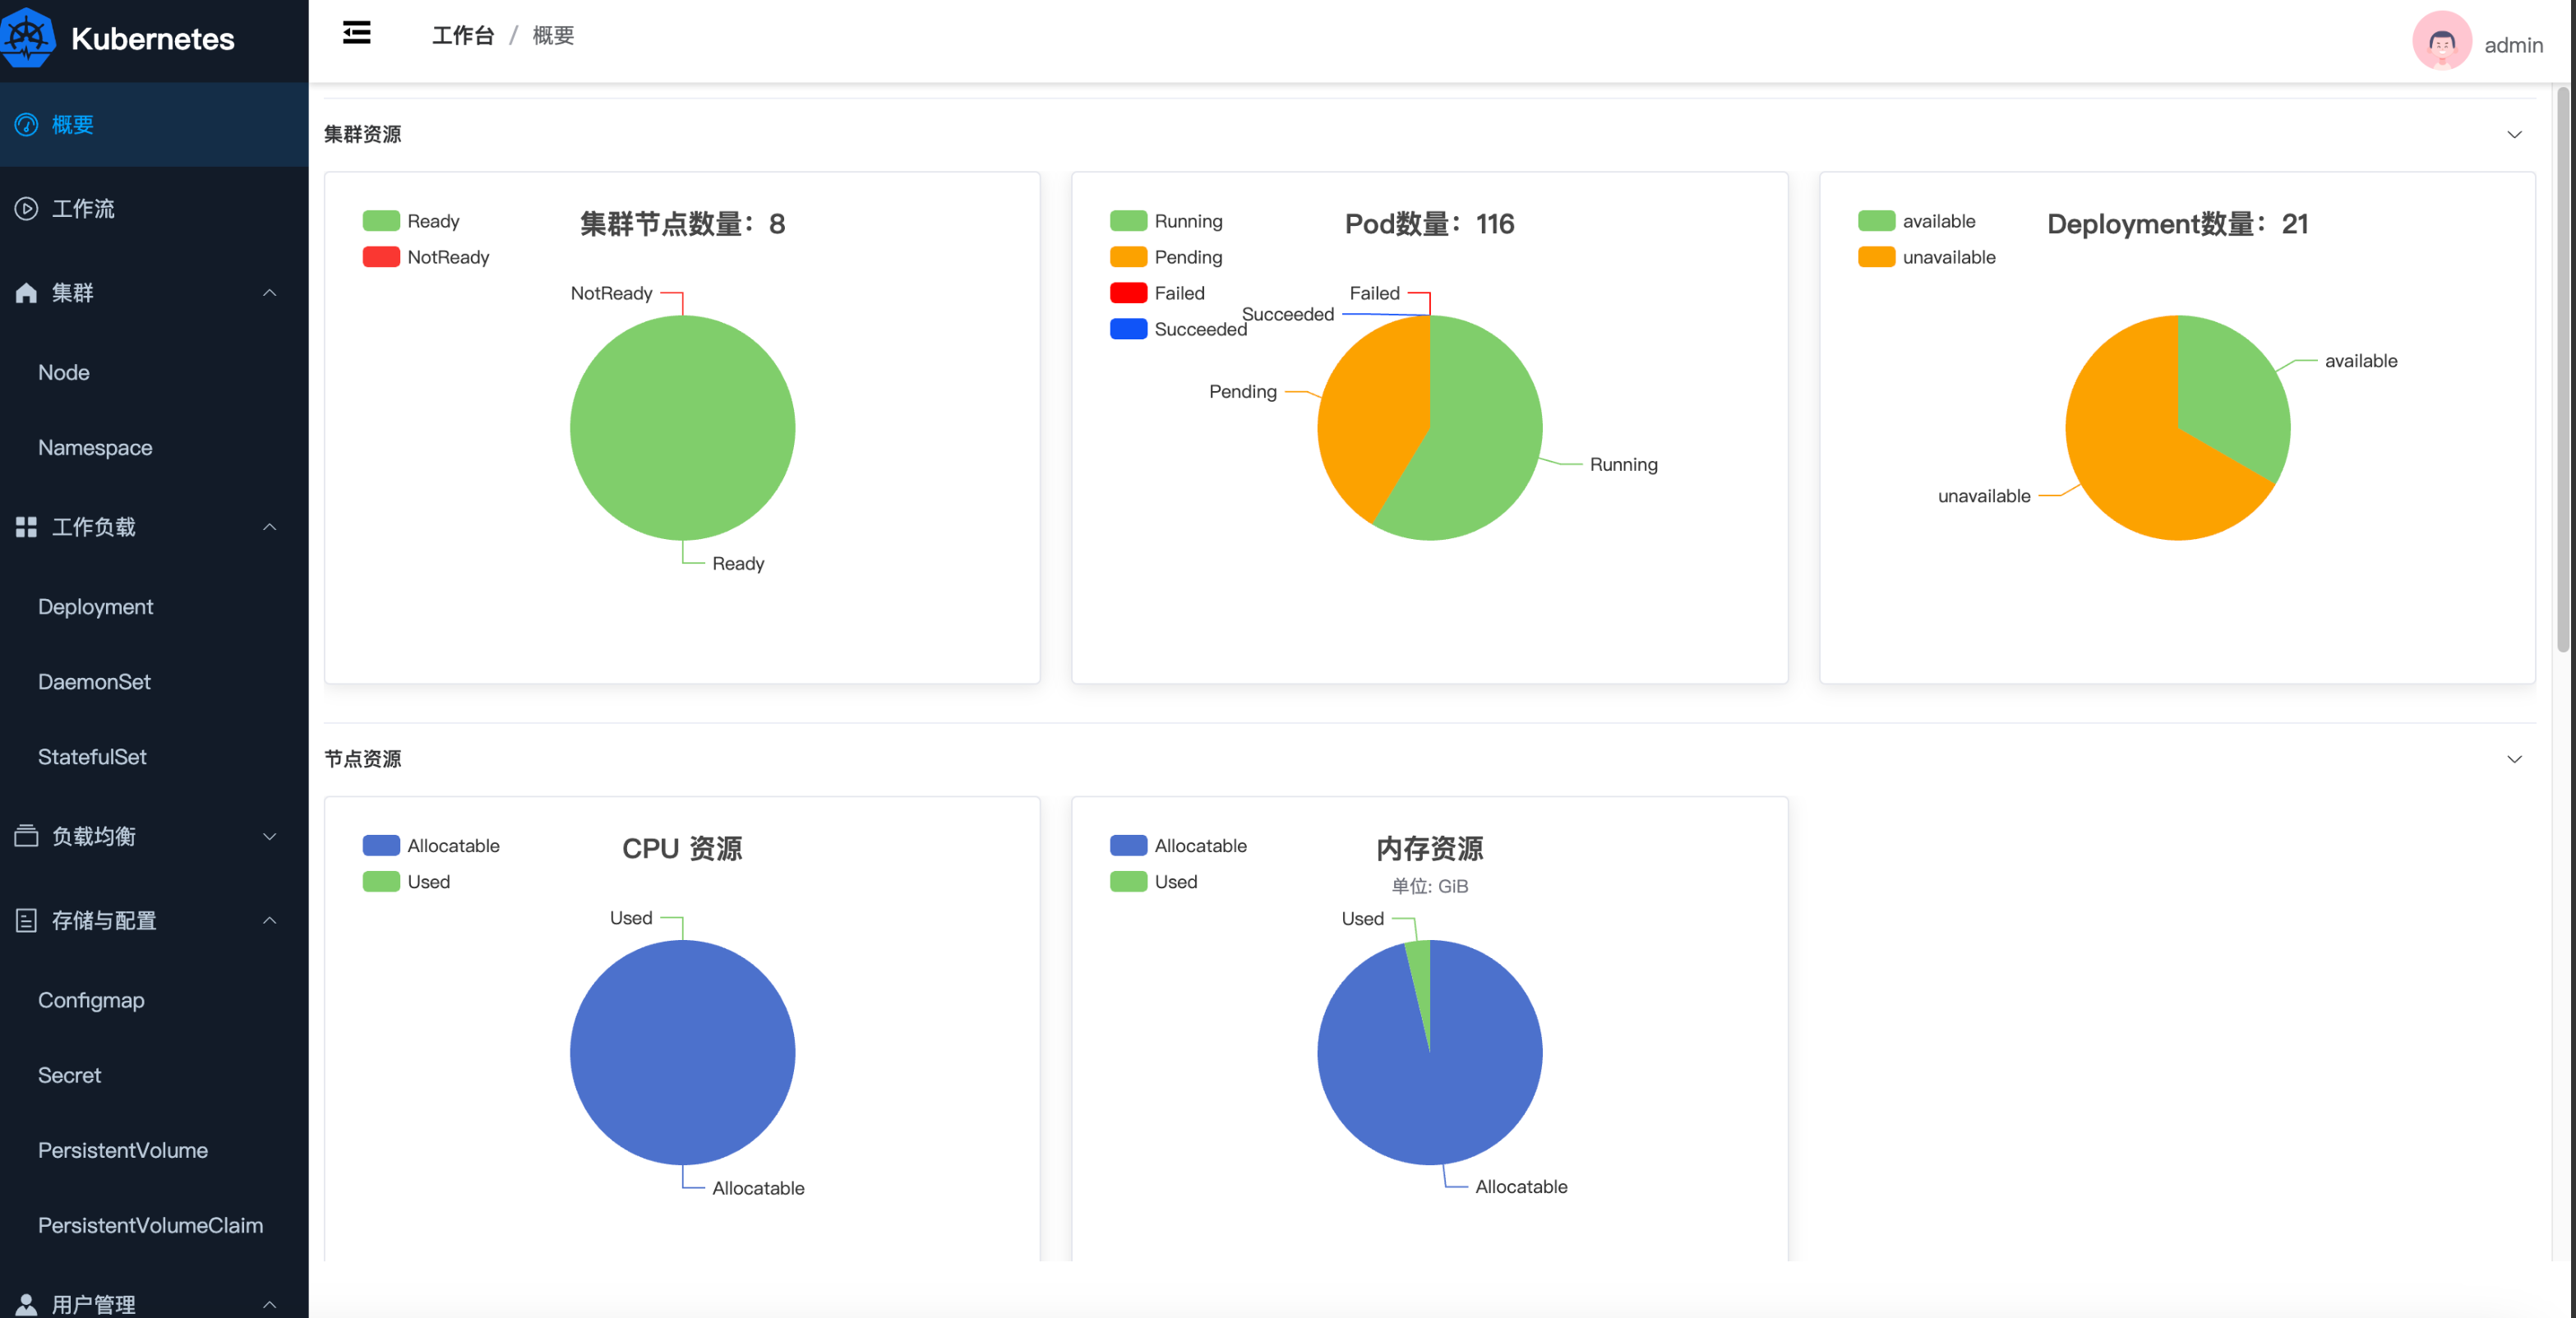 Kubernetes
工作台 / 概要
admin
概要
工作流
集群
Node
Namespace
工作负载
Deployment
DaemonSet
StatefulSet
负载均衡
存储与配置
Configmap
Secret
PersistentVolume
PersistentVolumeClaim
用户管理
集群资源
Ready
NotReady
集群节点数量：8
NotReady
Ready
Running
Pending
Failed
Succeeded
Pod数量：116
Failed
Succeeded
Pending
Running
available
unavailable
Deployment数量：21
available
unavailable
节点资源
Allocatable
Used
CPU 资源
Used
Allocatable
Allocatable
Used
内存资源
单位: GiB
Used
Allocatable